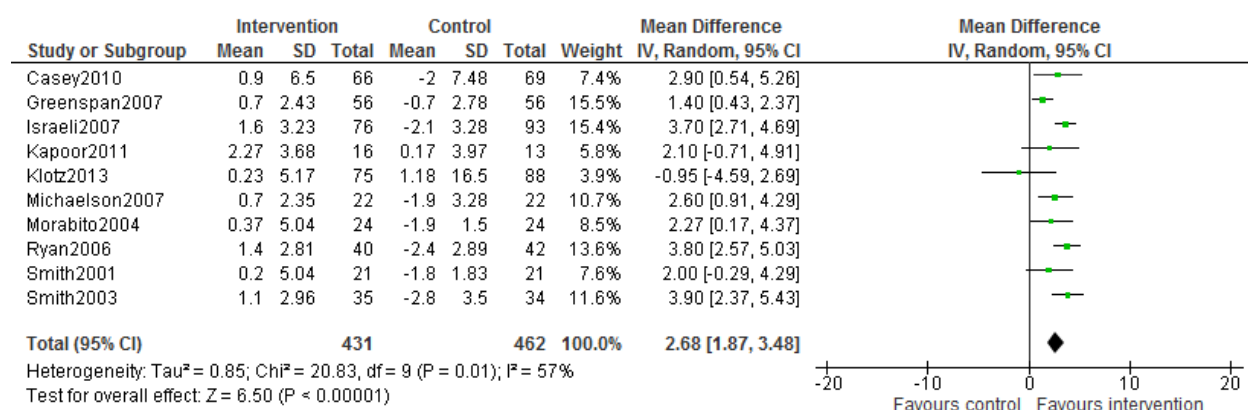 Intervention Control Mean Difference Mean Difference
Study or Subgroup Mean SD Total Mean SD Total Weight IV, Random, 95% CI IV, Random, 95% CI
Casey2010 0.9 6.5 66 -2 7.48 69 7.4% 2.90 [0.54, 5.26]
Greenspan2007 0.7 2.43 56 -0.7 2.78 56 15.5% 1.40 [0.43, 2.37]
Israeli2007 1.6 3.23 76 -2.1 3.28 93 15.4% 3.70 [2.71, 4.69]
Kapoor2011 2.27 3.68 16 0.17 3.97 13 5.8% 2.10 [-0.71, 4.91]
Klotz2013 0.23 5.17 75 1.18 16.5 88 3.9% -0.95 [-4.59, 2.69]
Michaelson2007 0.7 2.35 22 -1.9 3.28 22 10.7% 2.60 [0.91, 4.29]
Morabito2004 0.37 5.04 24 -1.9 1.5 24 8.5% 2.27 [0.17, 4.37]
Ryan2006 1.4 2.81 40 -2.4 2.89 42 13.6% 3.80 [2.57, 5.03]
Smith2001 0.2 5.04 21 -1.8 1.83 21 7.6% 2.00 [-0.29, 4.29]
Smith2003 1.1 2.96 35 -2.8 3.5 34 11.6% 3.90 [2.37, 5.43]
Total (95% CI) 431 462 100.0% 2.68 [1.87, 3.48]
Heterogeneity: Tau² = 0.85; Chi² = 20.83, df = 9 (P = 0.01); I² = 57%
Test for overall effect: Z = 6.50 (P < 0.00001)
-20 -10 0 10 20
Favours control Favours intervention